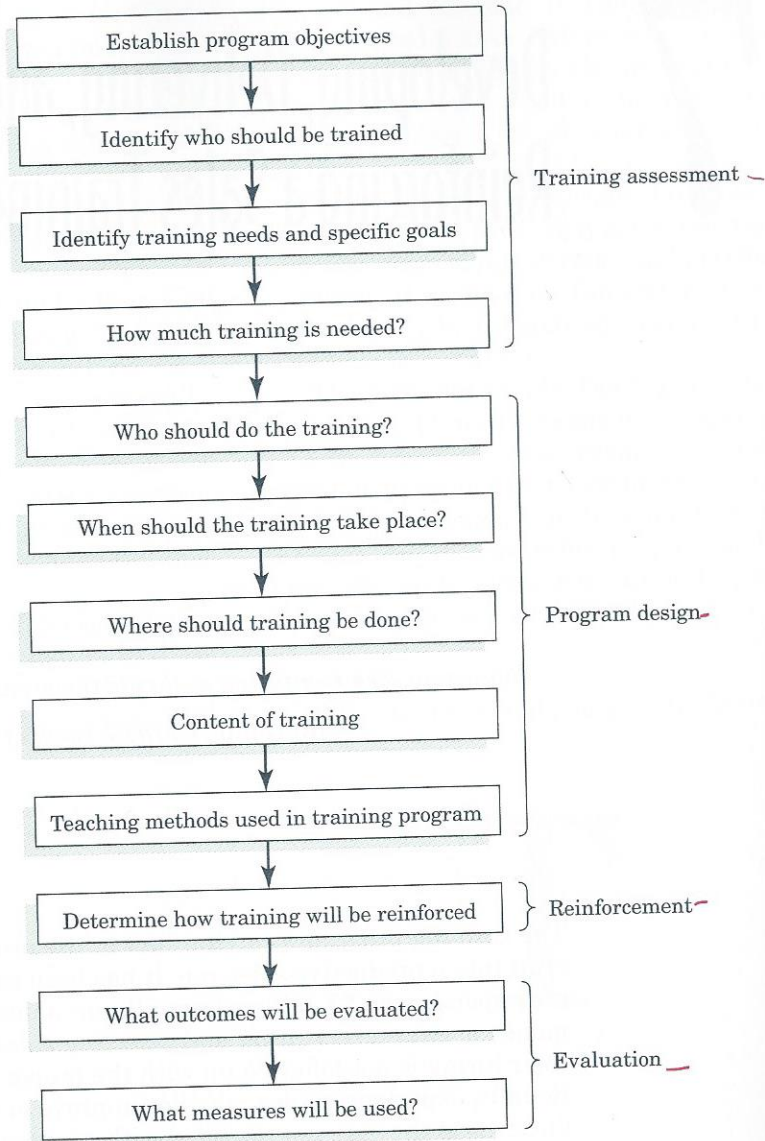 Establish program objectives
Identify who should be trained
Identify training needs and specific goals
How much training is needed?
Training assessment
Who should do the training?
When should the training take place?
Where should training be done?
Content of training
Teaching methods used in training program
Program design
Determine how training will be reinforced
Reinforcement
What outcomes will be evaluated?
What measures will be used?
Evaluation